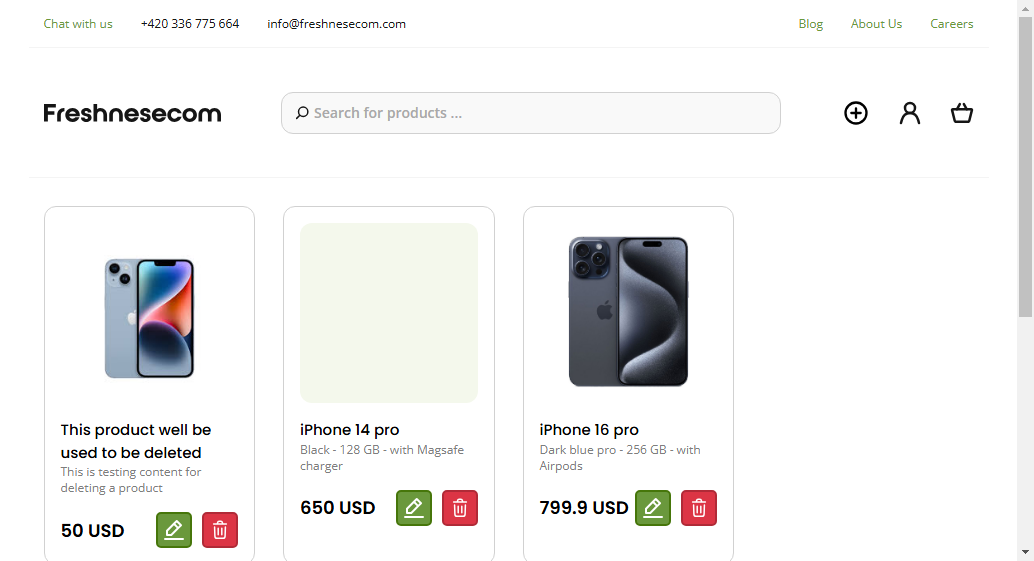 Chat with us +420 336 775 664 info@freshnesecom.com Blog About Us Careers
Freshnesecom Search for products ...
This product well be
used to be deleted
This is testing content for
deleting a product
50 USD
iPhone 14 pro
Black - 128 GB - with Magsafe
charger
650 USD
iPhone 16 pro
Dark blue pro - 256 GB - with
Airpods
799.9 USD